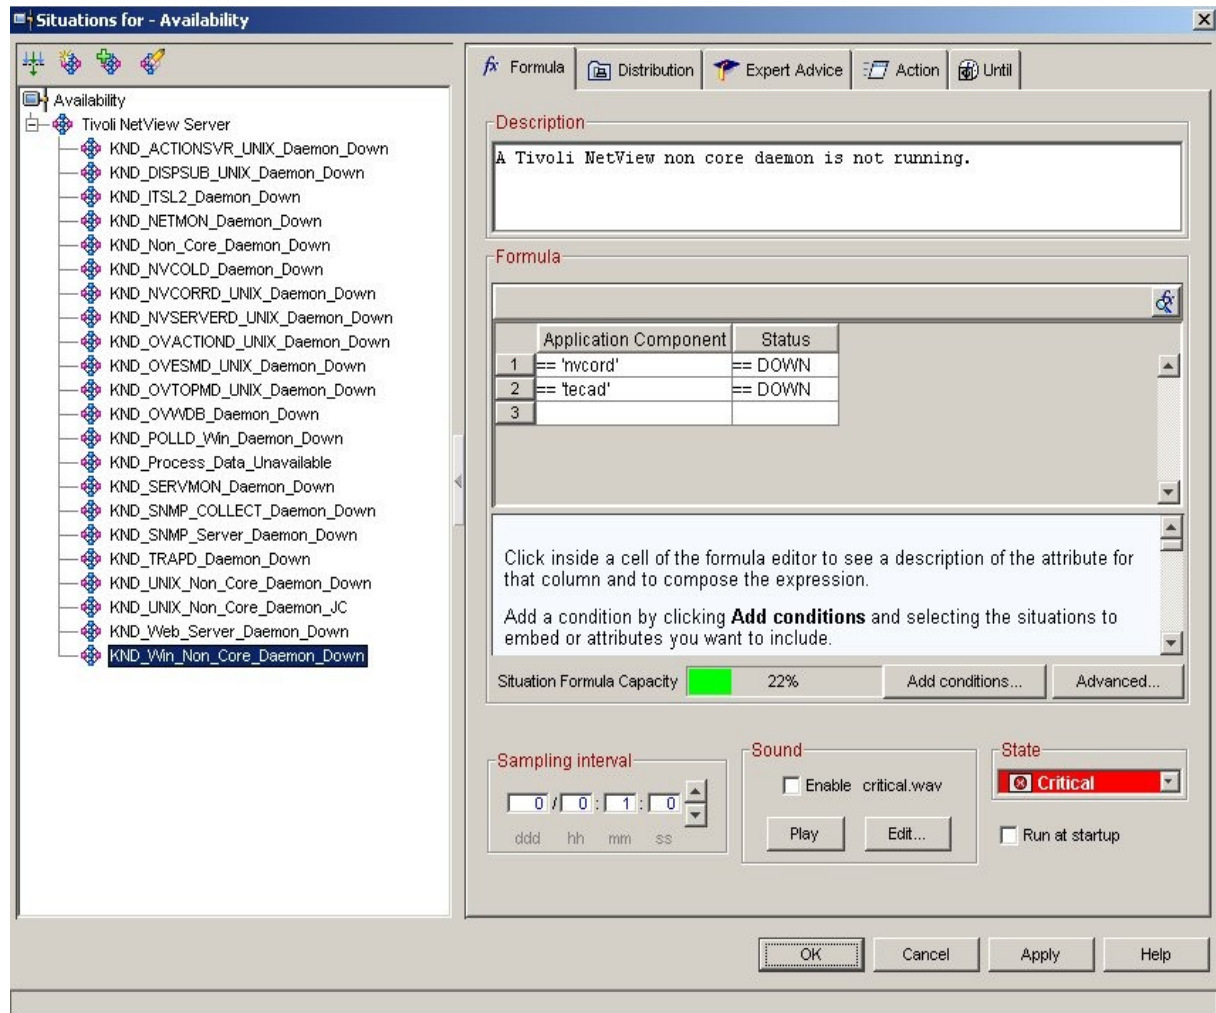 Situations for - Availability
Availability
Tivoli NetView Server
KND_ACTIONSVR_UNIX_Daemon_Down
KND_DISPSUB_UNIX_Daemon_Down
KND_ITSL2_Daemon_Down
KND_NETMON_Daemon_Down
KND_Non_Core_Daemon_Down
KND_NVCOLD_Daemon_Down
KND_NVCORRD_UNIX_Daemon_Down
KND_NVSERVERD_UNIX_Daemon_Down
KND_OVACTIOND_UNIX_Daemon_Down
KND_OVESMD_UNIX_Daemon_Down
KND_OVTOPMD_UNIX_Daemon_Down
KND_OVWDB_Daemon_Down
KND_POLLD_Win_Daemon_Down
KND_Process_Data_Unavailable
KND_SERVMON_Daemon_Down
KND_SNMP_COLLECT_Daemon_Down
KND_SNMP_Server_Daemon_Down
KND_TRAPD_Daemon_Down
KND_UNIX_Non_Core_Daemon_Down
KND_UNIX_Non_Core_Daemon_JC
KND_Web_Server_Daemon_Down
KND_Win_Non_Core_Daemon_Down
Formula Distribution Expert Advice Action Until
Description
A Tivoli NetView non core daemon is not running.
Formula
Application Component Status
1 == 'nvcord' == DOWN
2 == 'tecad' == DOWN
3
Click inside a cell of the formula editor to see a description of the attribute for
that column and to compose the expression.
Add a condition by clicking Add conditions and selecting the situations to
embed or attributes you want to include.
Situation Formula Capacity 22% Add conditions... Advanced...
Sampling interval
0 / 0 : 1 : 0
ddd hh mm ss
Sound
Enable critical.wav
Play Edit...
State
Critical
Run at startup
OK Cancel Apply Help